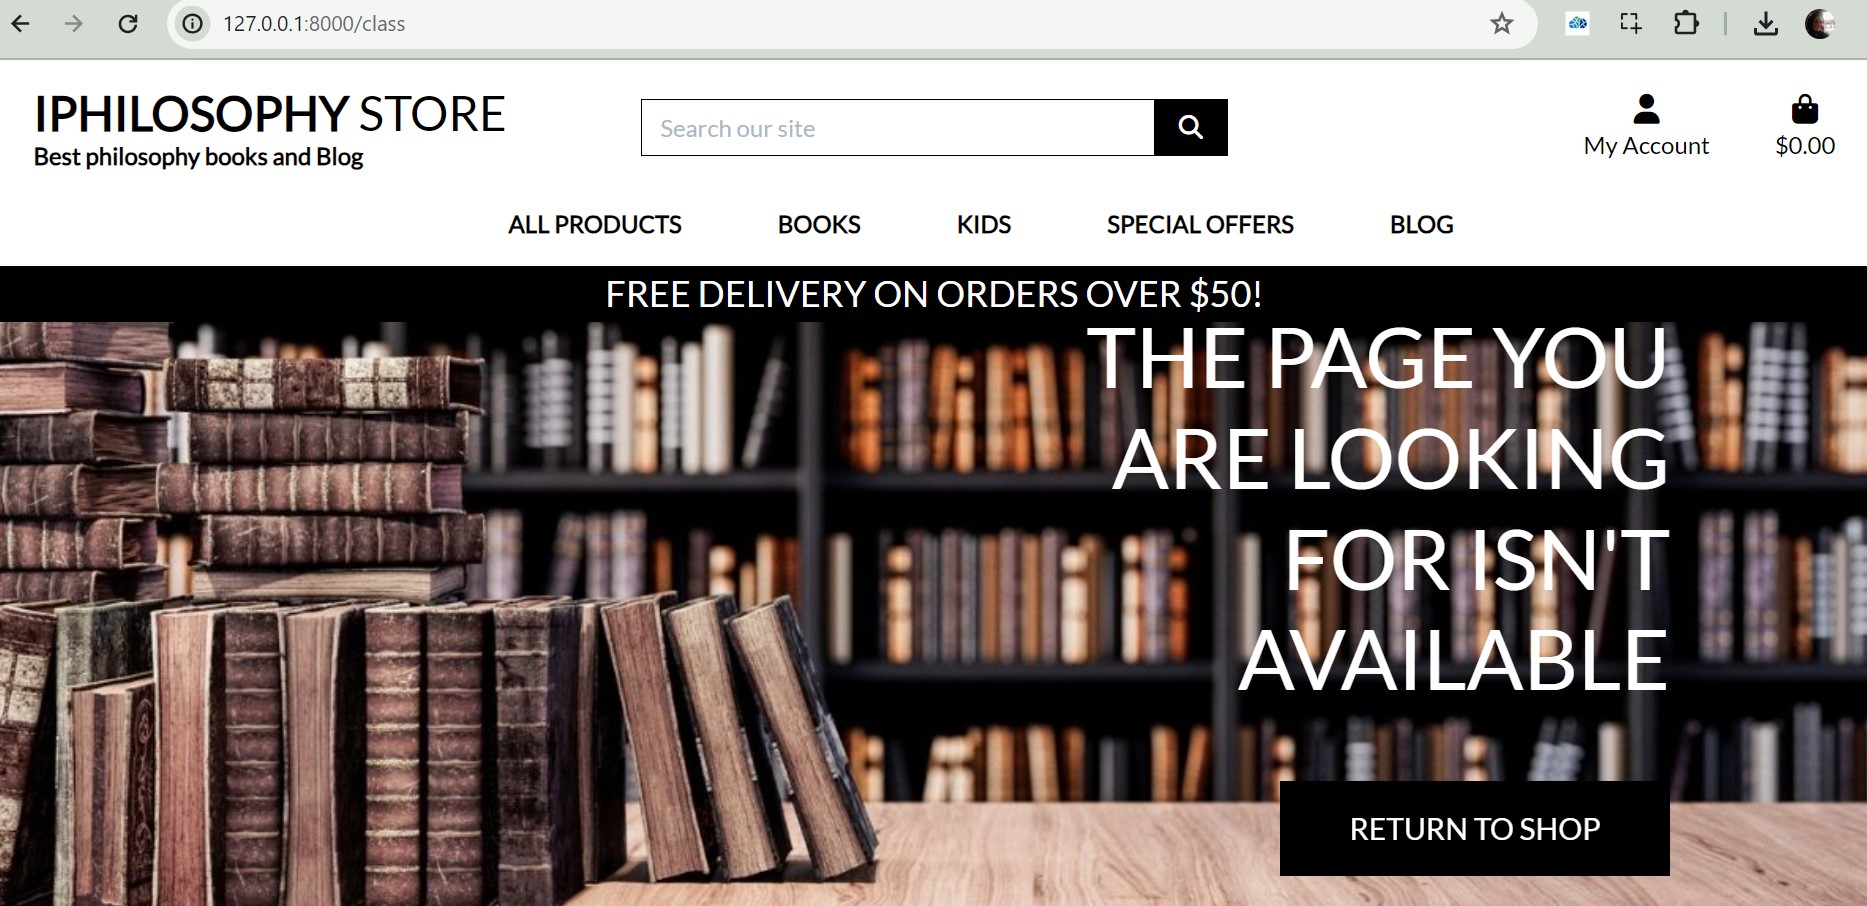 127.0.0.1:8000/class
IPHILOSOPHY STORE
Best philosophy books and Blog
Search our site
My Account
$0.00
ALL PRODUCTS
BOOKS
KIDS
SPECIAL OFFERS
BLOG
FREE DELIVERY ON ORDERS OVER $50!
THE PAGE YOU
ARE LOOKING
FOR ISN'T
AVAILABLE
RETURN TO SHOP